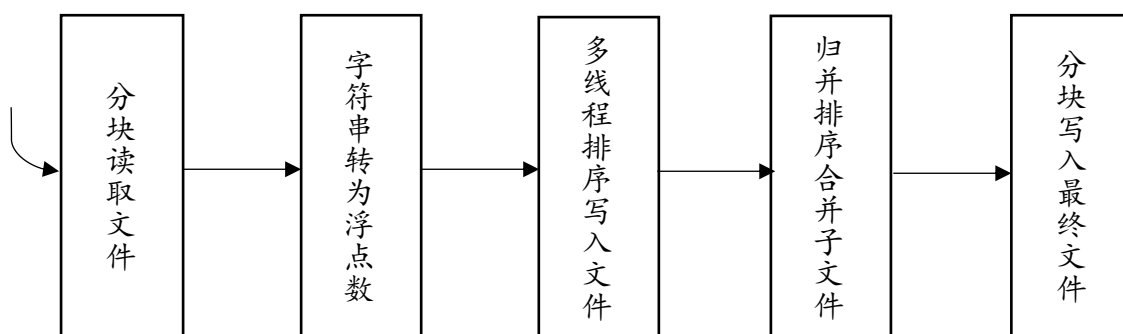 分块读取文件
字符串转为浮点数
多线程排序写入文件
归并排序合并子文件
分块写入最终文件